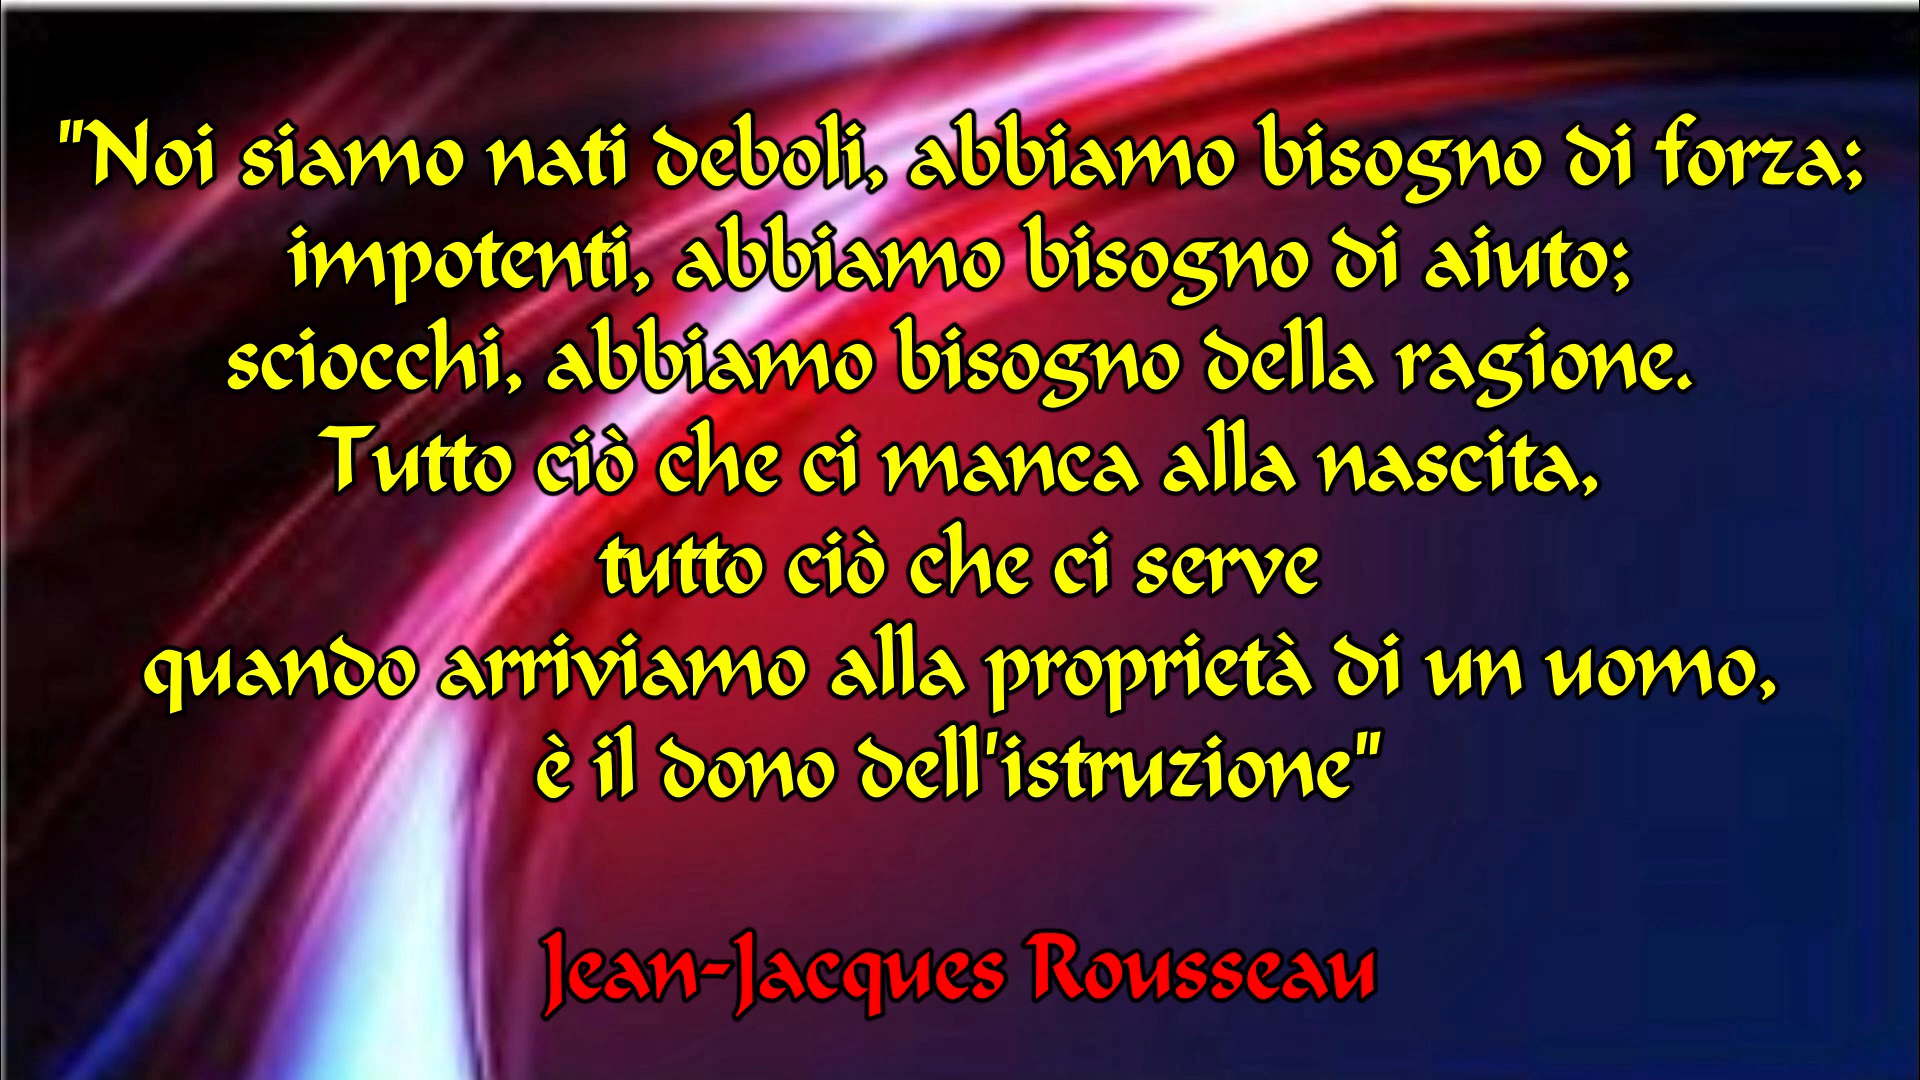 "Noi siamo nati deboli, abbiamo bisogno di forza;
impotenti, abbiamo bisogno di aiuto;
sciocchi, abbiamo bisogno della ragione.
Tutto ciò che ci manca alla nascita,
tutto ciò che ci serve
quando arriviamo alla proprietà di un uomo,
è il dono dell'istruzione"
Jean-Jacques Rousseau